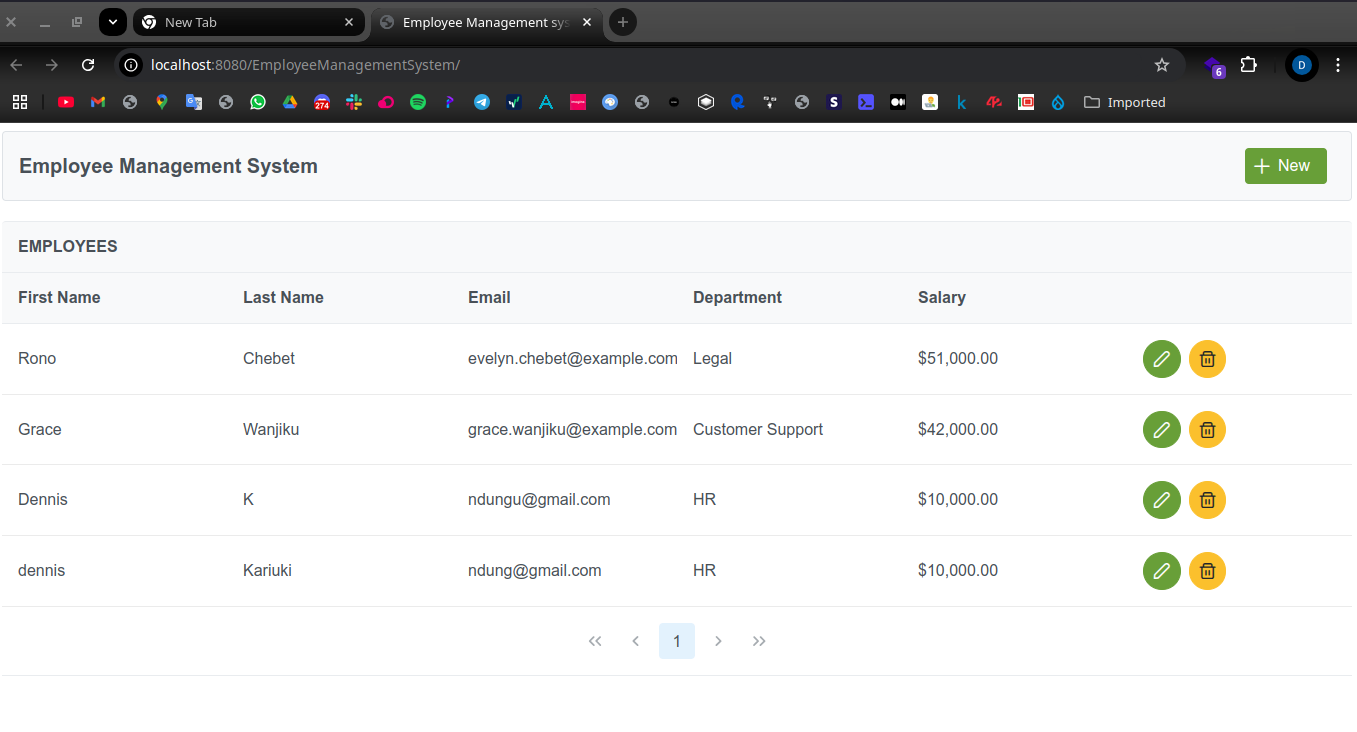 New Tab
Employee Management sys
localhost:8080/EmployeeManagementSystem/
6
D
274
S
Imported
Employee Management System
New
EMPLOYEES
First Name Last Name Email Department Salary
Rono Chebet evelyn.chebet@example.com Legal $51,000.00
Grace Wanjiku grace.wanjiku@example.com Customer Support $42,000.00
Dennis K ndungu@gmail.com HR $10,000.00
dennis Kariuki ndung@gmail.com HR $10,000.00
1